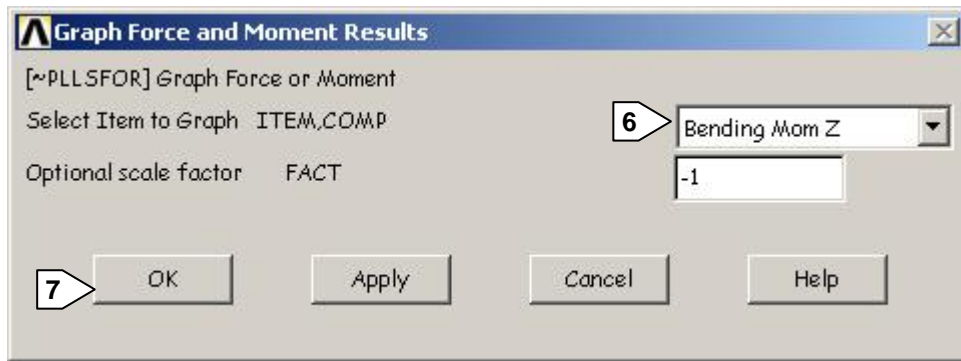 Graph Force and Moment Results
[~PLLSFOR] Graph Force or Moment
Select Item to Graph ITEM,COMP 6 Bending Mom Z
Optional scale factor FACT -1
7 OK Apply Cancel Help